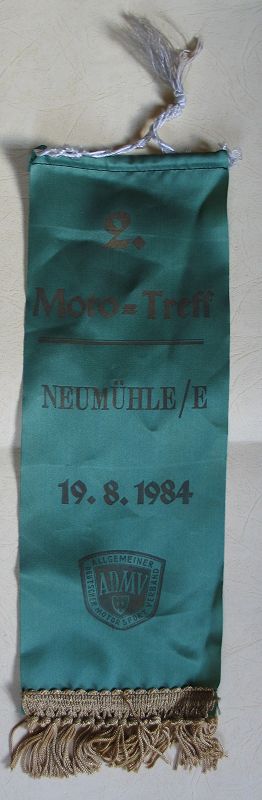 2.
Moto=Treff
NEUMÜHLE/E
19.8.1984
ALLGEMEINER
DEUTSCHER
ADMV
MOTORSPORT
VERBAND